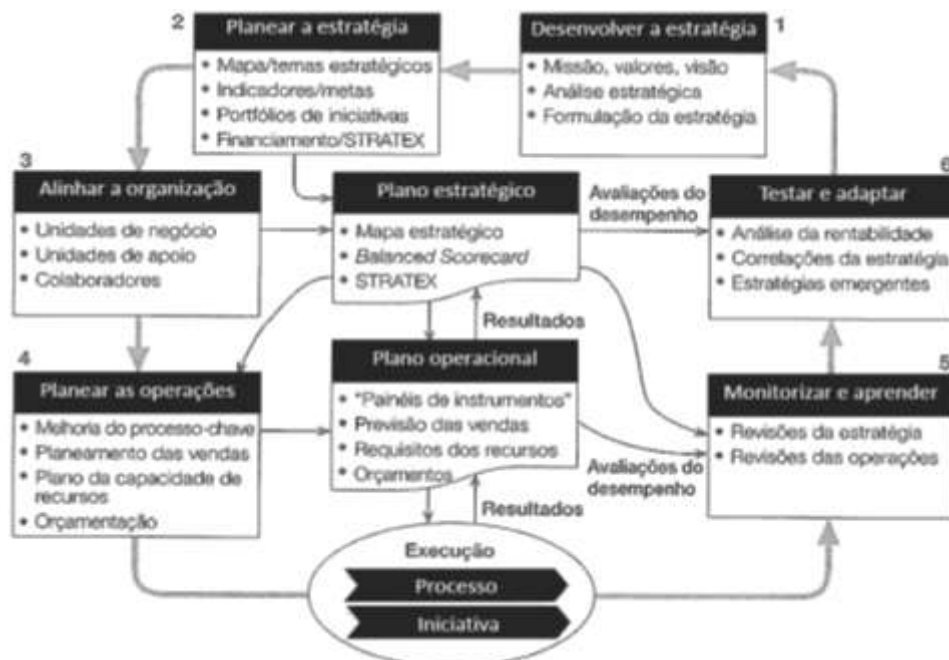 2
Planear a estratégia
• Mapa/temas estratégicos
• Indicadores/metas
• Portfólios de iniciativas
• Financiamento/STRATEX
Desenvolver a estratégia
1
• Missão, valores, visão
• Análise estratégica
• Formulação da estratégia
3
Alinhar a organização
• Unidades de negócio
• Unidades de apoio
• Colaboradores
Plano estratégico
• Mapa estratégico
• Balanced Scorecard
• STRATEX
Avaliações do
desempenho
6
Testar e adaptar
• Análise da rentabilidade
• Correlações da estratégia
• Estratégias emergentes
Resultados
4
Planear as operações
• Melhoria do processo-chave
• Planeamento das vendas
• Plano da capacidade de
recursos
• Orçamentação
Plano operacional
• "Painéis de instrumentos"
• Previsão das vendas
• Requisitos dos recursos
• Orçamentos
Avaliações do
desempenho
5
Monitorizar e aprender
• Revisões da estratégia
• Revisões das operações
Resultados
Execução
Processo
Iniciativa